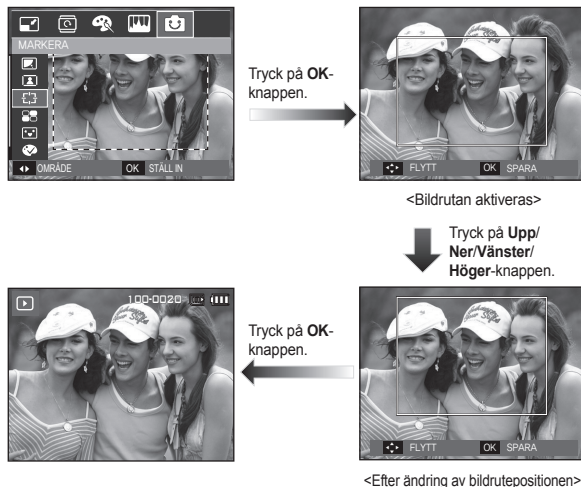 MARKERA
OMRÅDE
OK STÄLL IN
Tryck på OK-
knappen.
FLYTT
OK SPARA
<Bildrutan aktiveras>
Tryck på Upp/
Ner/Vänster/
Höger-knappen.
FLYTT
OK SPARA
<Efter ändring av bildrutepositionen>
Tryck på OK-
knappen.
100-0020